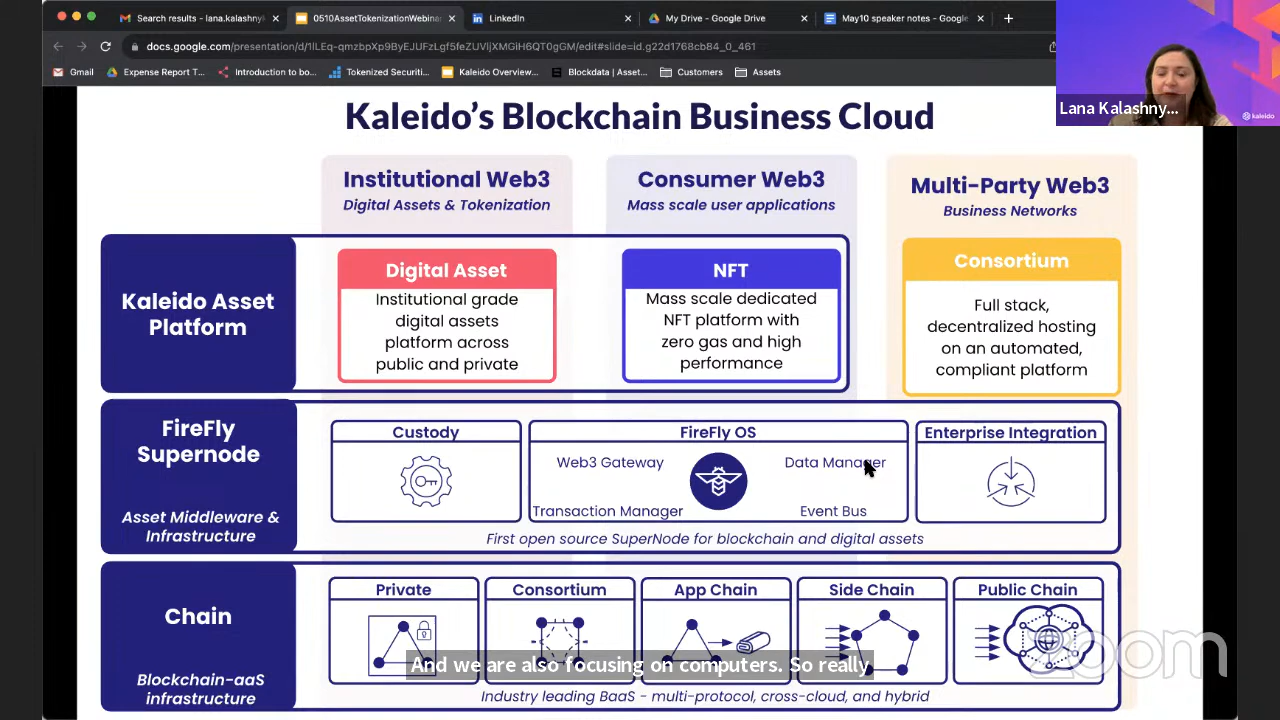 Search results - lana.kalashnyk
0510AssetTokenizationWebina
LinkedIn
My Drive - Google Drive
May10 speaker notes - Google
docs.google.com/presentation/d/1ILEq-qmzbpXp9ByEJUFzLgf5feZUVljXMGiH6QT0gGM/edit#slide=id.g22d1768cb84_0_461
Gmail
Expense Report T...
Introduction to bo...
Tokenized Securiti...
Kaleido Overview...
Blockdata | Asset...
Customers
Assets
Lana Kalashny...
kaleido
Kaleido's Blockchain Business Cloud
Institutional Web3
Digital Assets & Tokenization
Consumer Web3
Mass scale user applications
Multi-Party Web3
Business Networks
Kaleido Asset
Platform
Digital Asset
Institutional grade
digital assets
platform across
public and private
NFT
Mass scale dedicated
NFT platform with
zero gas and high
performance
Consortium
Full stack,
decentralized hosting
on an automated,
compliant platform
FireFly
Supernode
Asset Middleware &
Infrastructure
Custody
FireFly OS
Web3 Gateway
Data Manager
Transaction Manager
Event Bus
Enterprise Integration
First open source SuperNode for blockchain and digital assets
Chain
Blockchain-aaS
infrastructure
Private
Consortium
App Chain
Side Chain
Public Chain
And we are also focusing on computers. So really
zoom
Industry leading BaaS - multi-protocol, cross-cloud, and hybrid